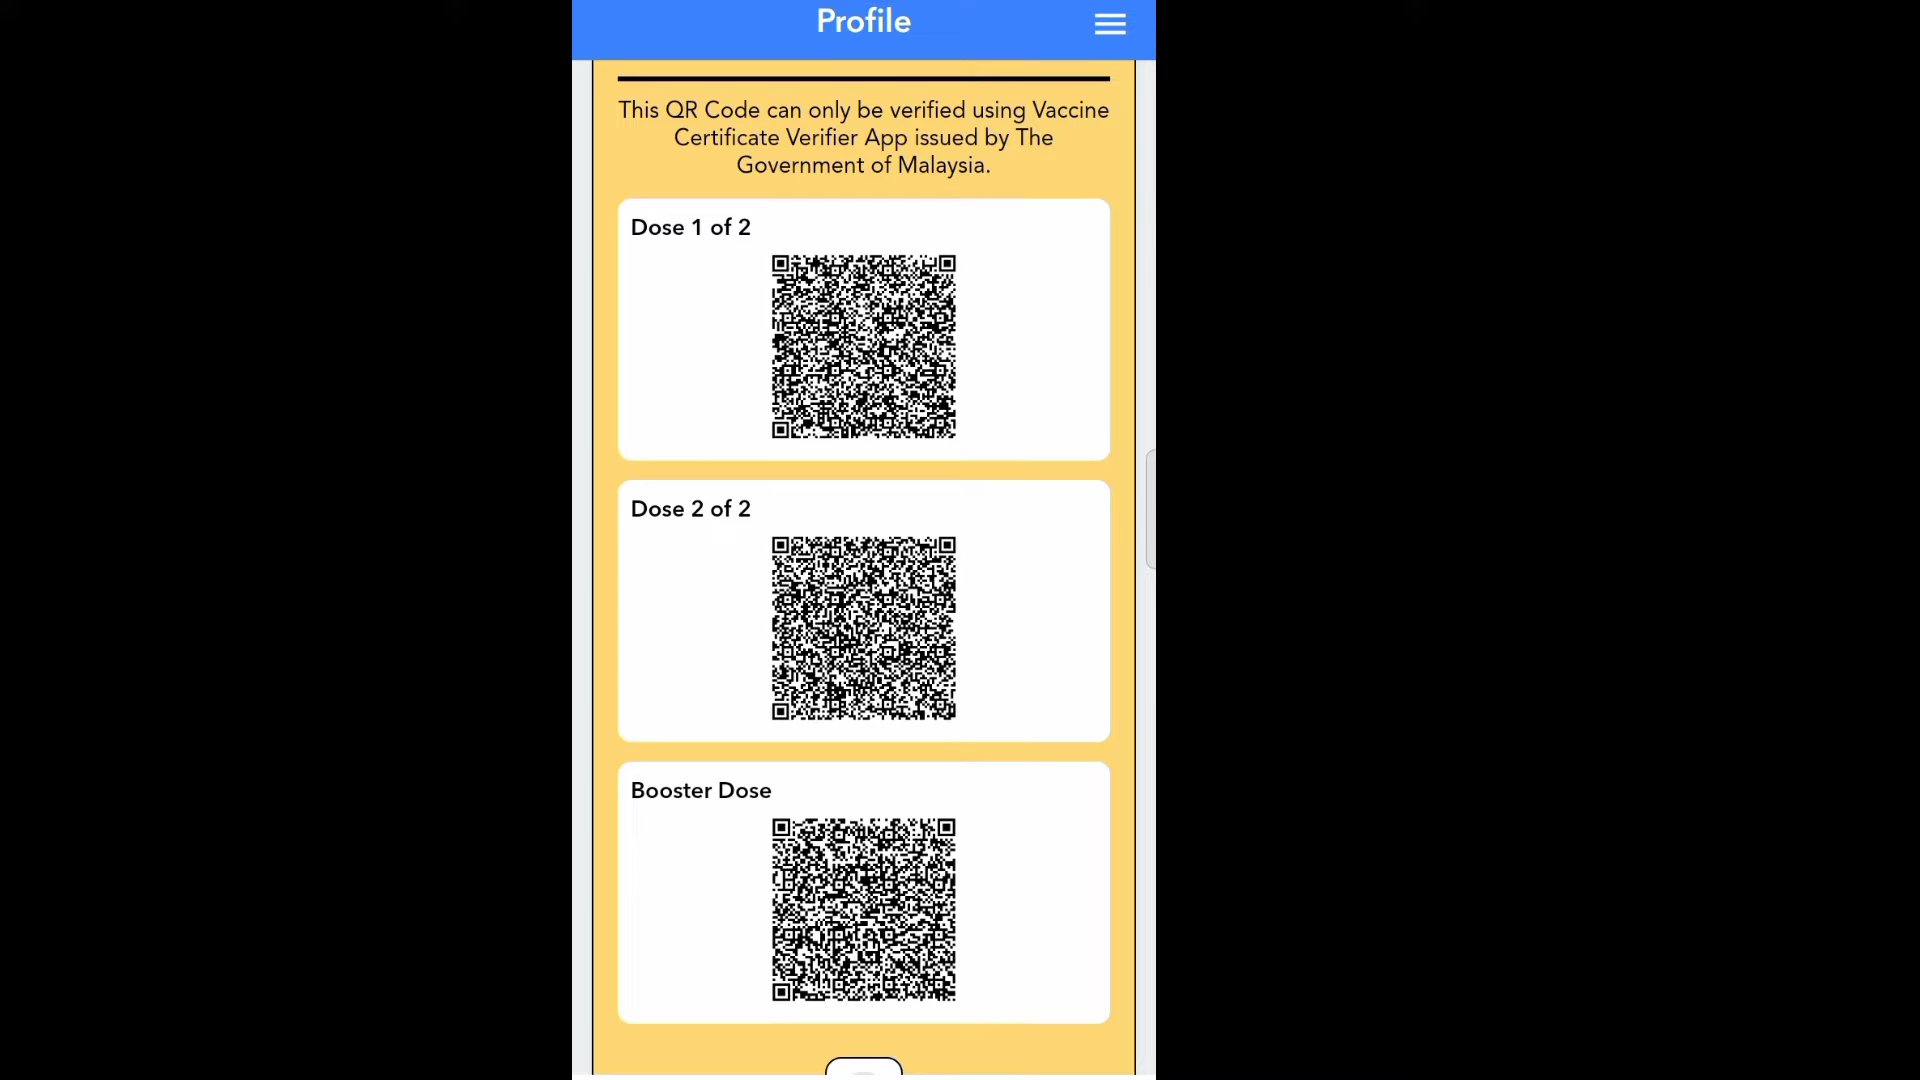 Profile
This QR Code can only be verified using Vaccine
Certificate Verifier App issued by The
Government of Malaysia.
Dose 1 of 2
Dose 2 of 2
Booster Dose